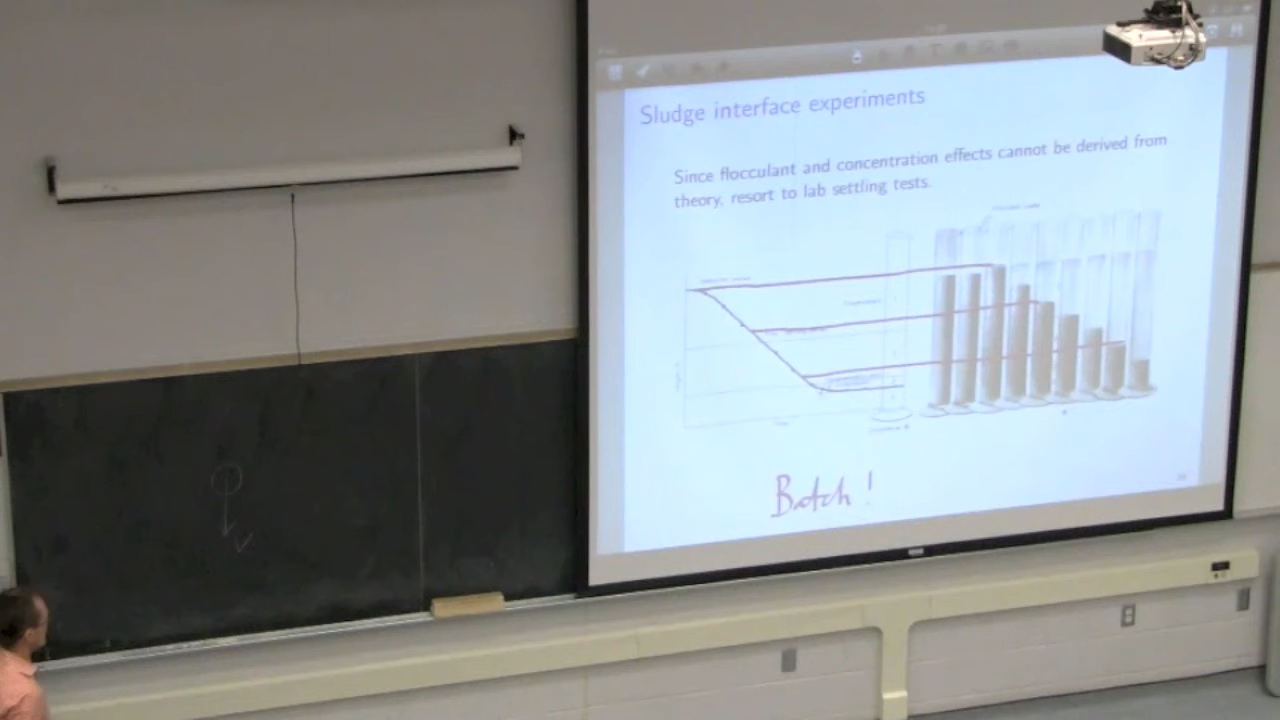 Sludge interface experiments
Since flocculant and concentration effects cannot be derived from
theory, resort to lab settling tests.
Batch!
V